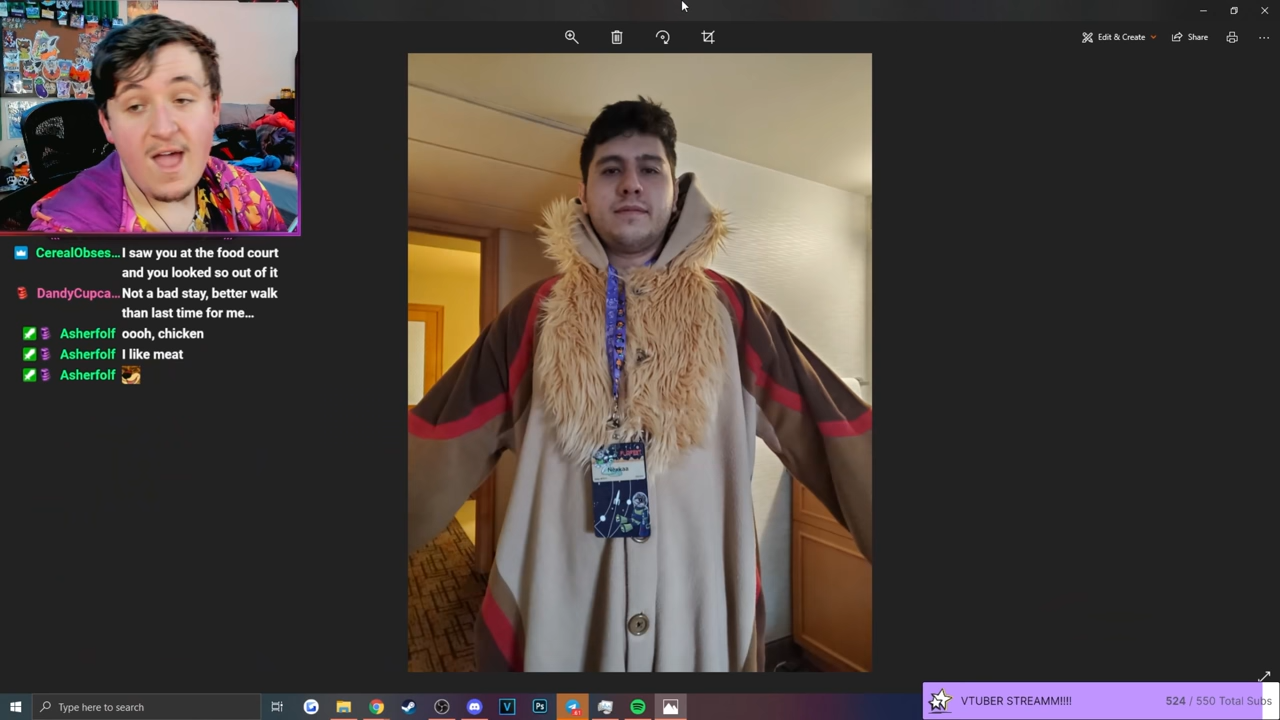 Edit & Create
Share
CerealObses... I saw you at the food court
and you looked so out of it
DandyCupca... Not a bad stay, better walk
than last time for me...
Asherfolf oooh, chicken
Asherfolf I like meat
Asherfolf
VTUBER STREAMM!!!! 524 / 550 Total Subs
Type here to search